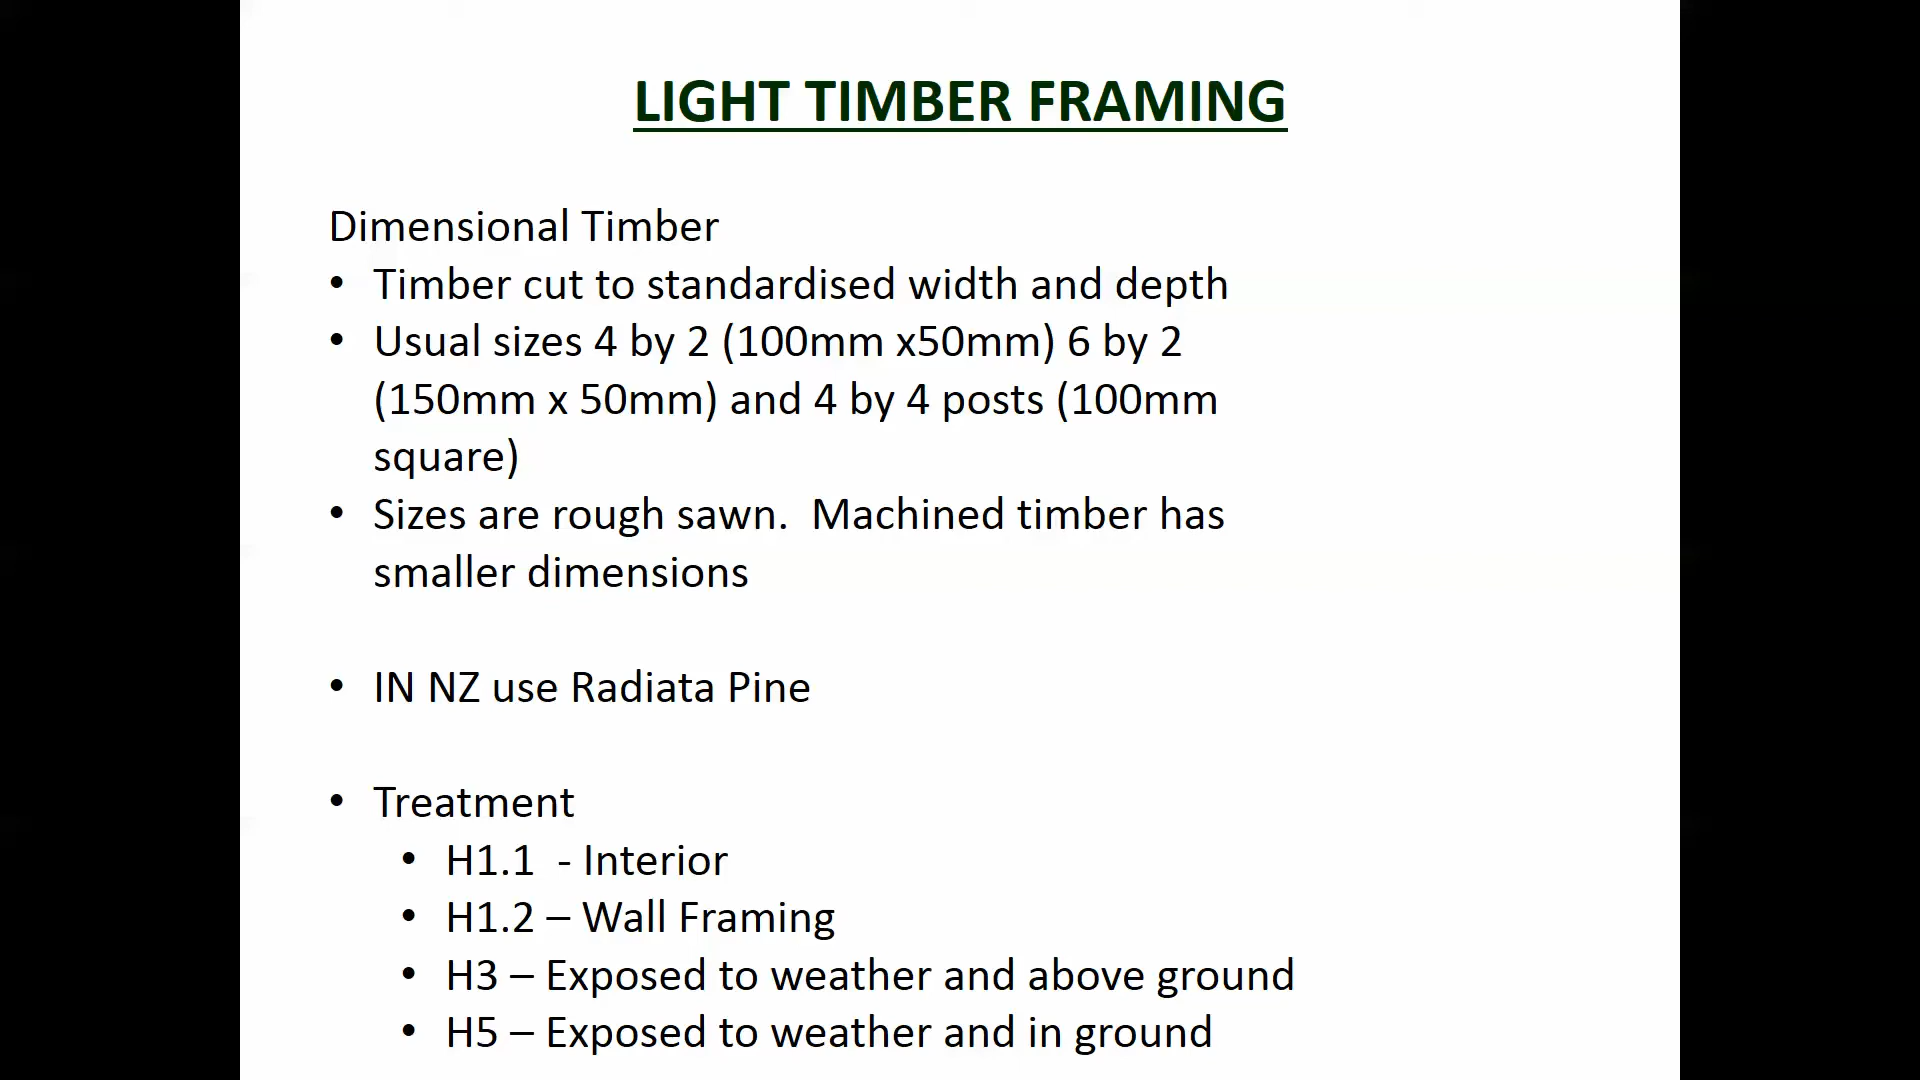 LIGHT TIMBER FRAMING
Dimensional Timber
• Timber cut to standardised width and depth
• Usual sizes 4 by 2 (100mm x50mm) 6 by 2
(150mm x 50mm) and 4 by 4 posts (100mm
square)
• Sizes are rough sawn.  Machined timber has
smaller dimensions
• IN NZ use Radiata Pine
• Treatment
• H1.1  - Interior
• H1.2 – Wall Framing
• H3 – Exposed to weather and above ground
• H5 – Exposed to weather and in ground